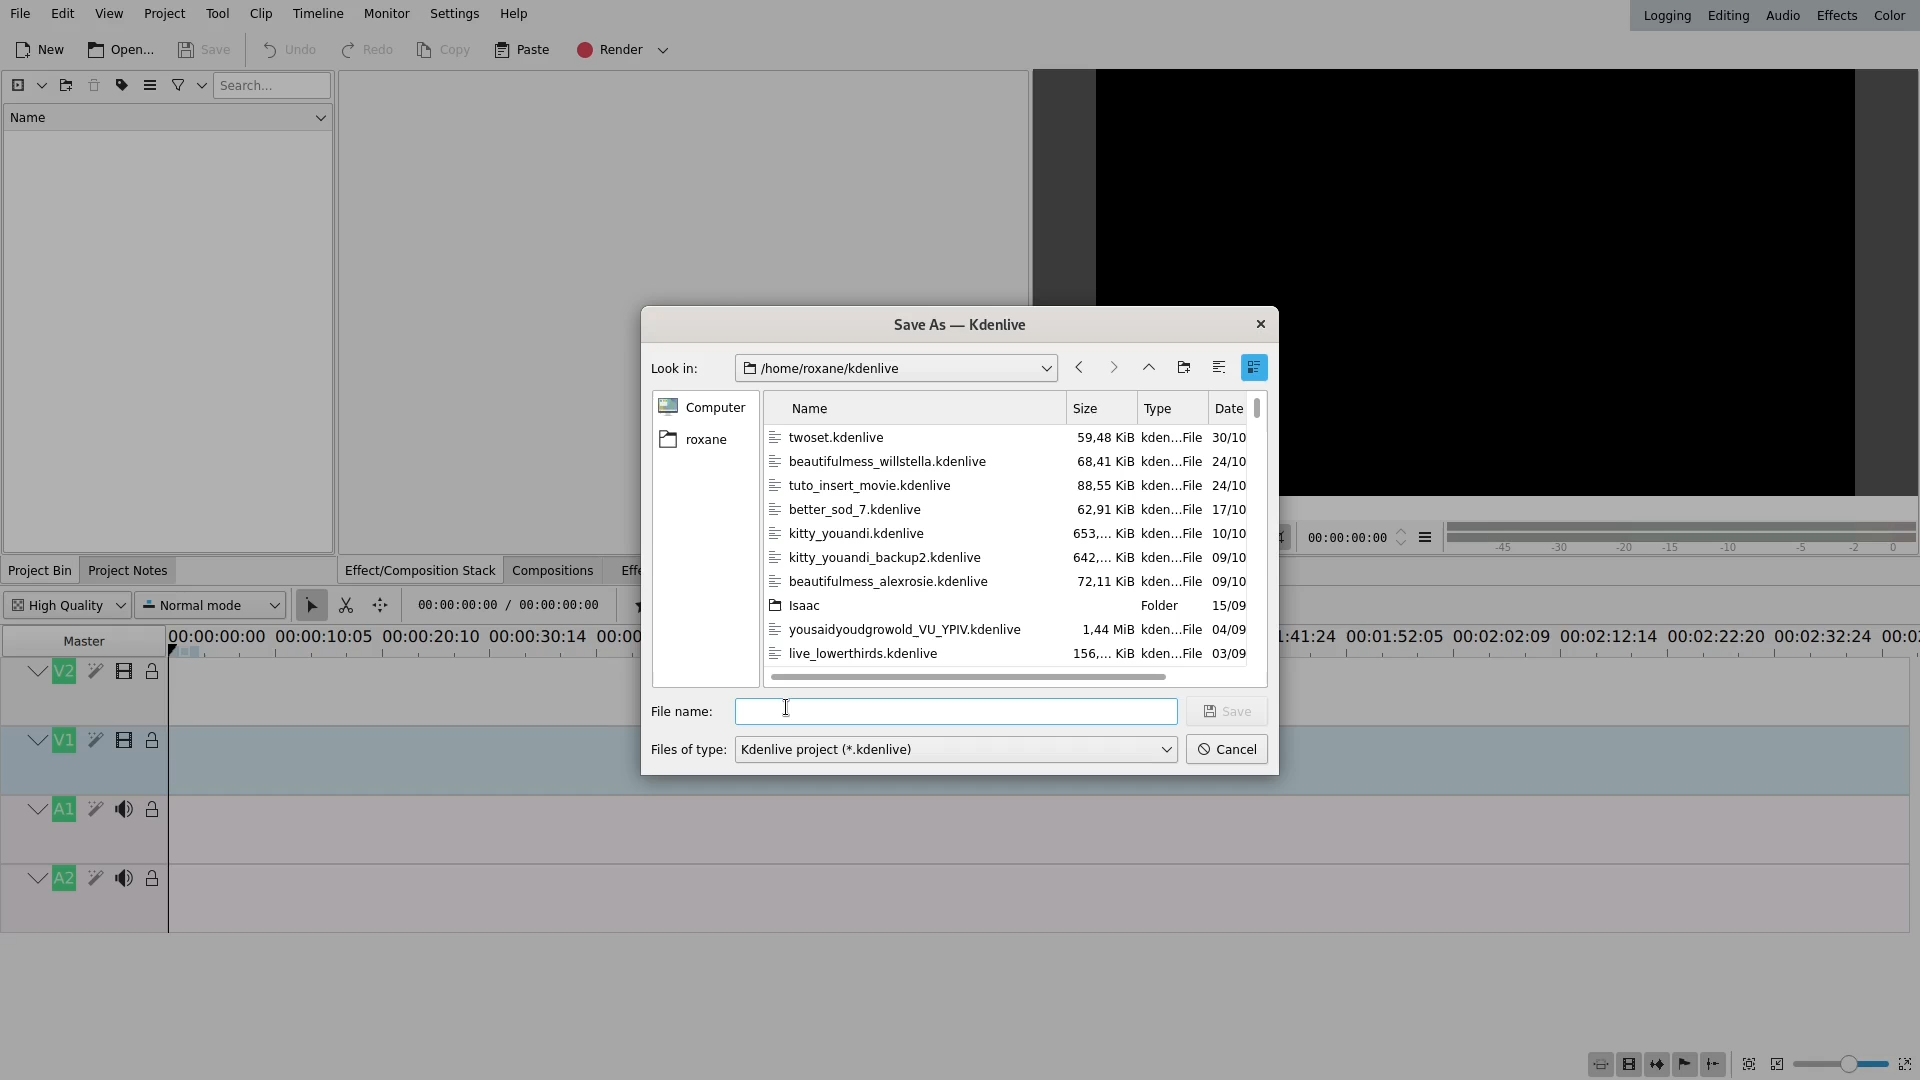 File Edit View Project Tool Clip Timeline Monitor Settings Help
Logging Editing Audio Effects Color
New Open... Save Undo Redo Copy Paste Render
Search...
Name
Save As — Kdenlive
Look in: /home/roxane/kdenlive
Computer
roxane
Name Size Type Date
twoset.kdenlive 59,48 KiB kden...File 30/10
beautifulmess_willstella.kdenlive 68,41 KiB kden...File 24/10
tuto_insert_movie.kdenlive 88,55 KiB kden...File 24/10
better_sod_7.kdenlive 62,91 KiB kden...File 17/10
kitty_youandi.kdenlive 653,... KiB kden...File 10/10
kitty_youandi_backup2.kdenlive 642,... KiB kden...File 09/10
beautifulmess_alexrosie.kdenlive 72,11 KiB kden...File 09/10
Isaac Folder 15/09
yousaidyoudgrowold_VU_YPIV.kdenlive 1,44 MiB kden...File 04/09
live_lowerthirds.kdenlive 156,... KiB kden...File 03/09
File name: Save
Files of type: Kdenlive project (*.kdenlive) Cancel
00:00:00:00
-45 -30 -20 -15 -10 -5 -2 0
Project Bin Project Notes Effect/Composition Stack Compositions Effe
High Quality Normal mode 00:00:00:00 / 00:00:00:00
Master 00:00:00:00 00:00:10:05 00:00:20:10 00:00:30:14 00:00 1:41:24 00:01:52:05 00:02:02:09 00:02:12:14 00:02:22:20 00:02:32:24 00:0
V2
V1
A1
A2